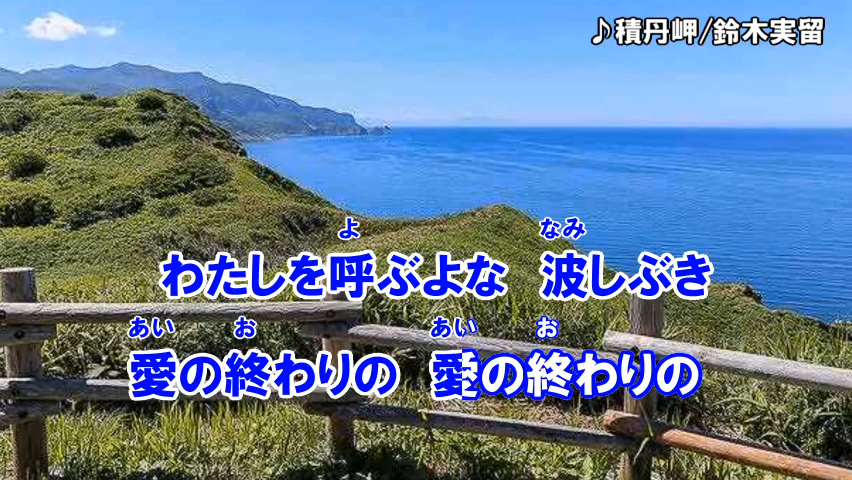 ♪積丹岬/鈴木実留
よ なみ
わたしを呼ぶよな 波しぶき
あい お あい お
愛の終わりの 愛の終わりの